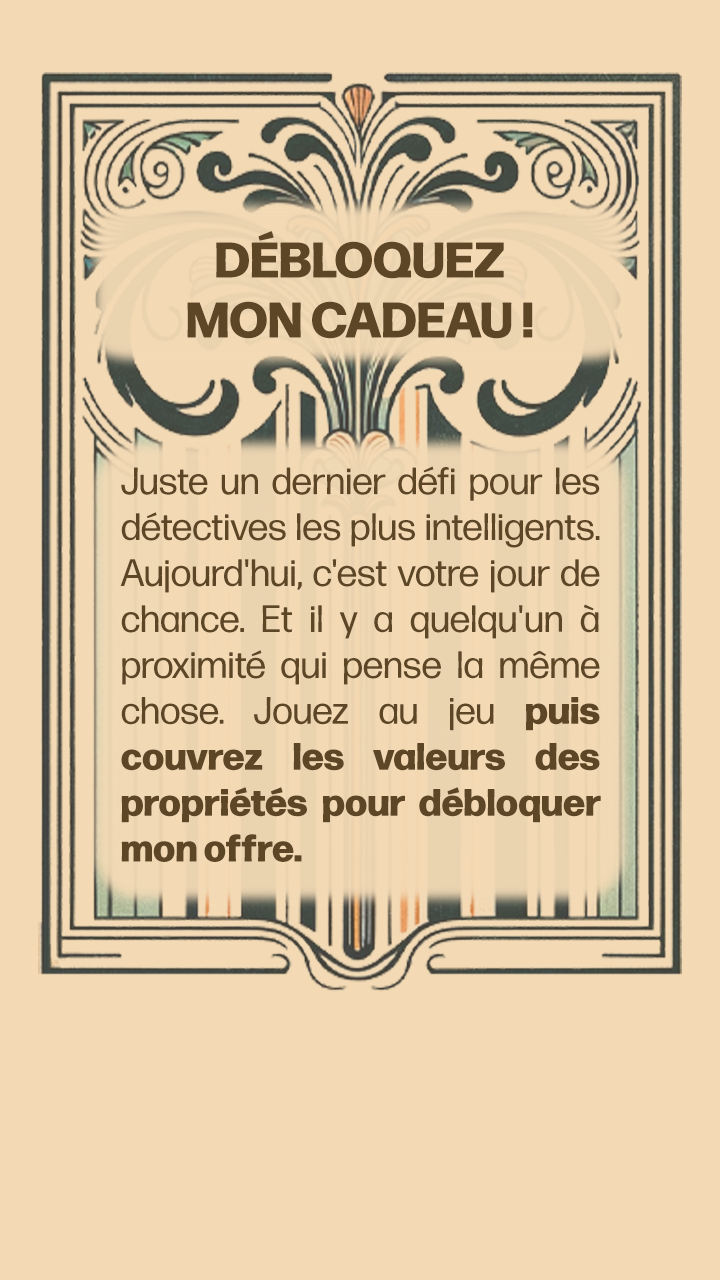 DÉBLOQUEZ
MON CADEAU !
Juste un dernier défi pour les
détectives les plus intelligents.
Aujourd'hui, c'est votre jour de
chance. Et il y a quelqu'un à
proximité qui pense la même
chose. Jouez au jeu puis
couvrez les valeurs des
propriétés pour débloquer
mon offre.